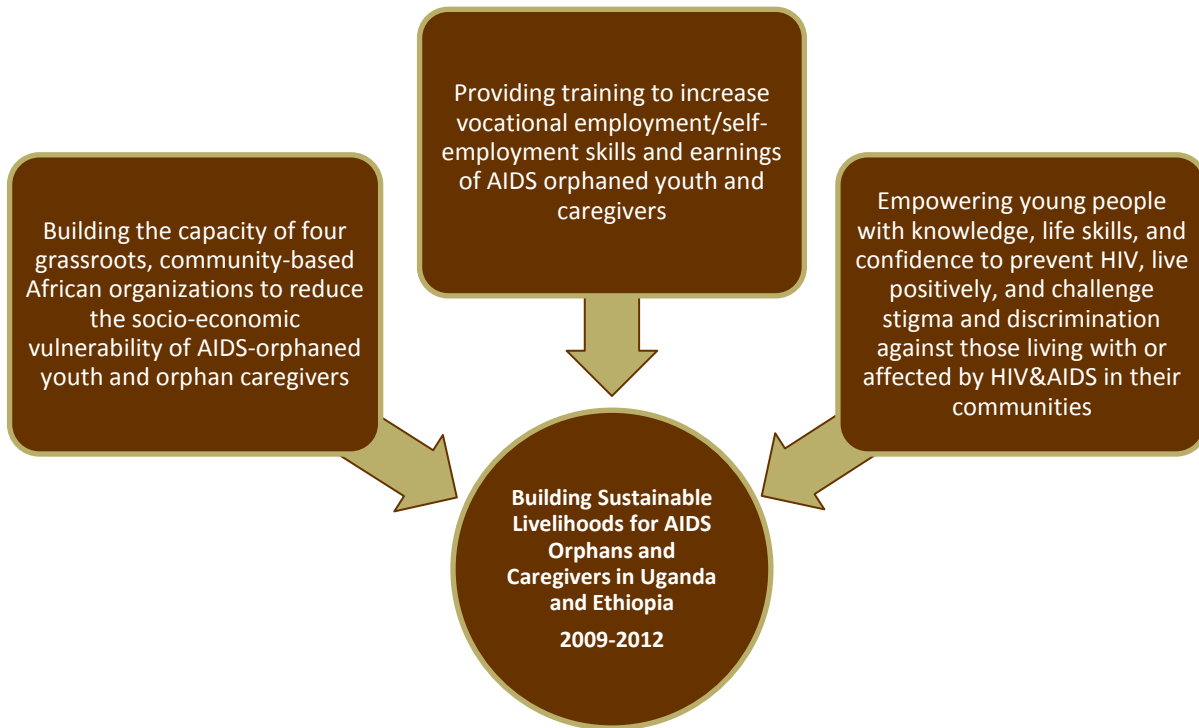 Building the capacity of four
grassroots, community-based
African organizations to reduce
the socio-economic
vulnerability of AIDS-orphaned
youth and orphan caregivers
Providing training to increase
vocational employment/self-
employment skills and earnings
of AIDS orphaned youth and
caregivers
Empowering young people
with knowledge, life skills, and
confidence to prevent HIV, live
positively, and challenge
stigma and discrimination
against those living with or
affected by HIV&AIDS in their
communities
Building Sustainable
Livelihoods for AIDS
Orphans and
Caregivers in Uganda
and Ethiopia
2009-2012